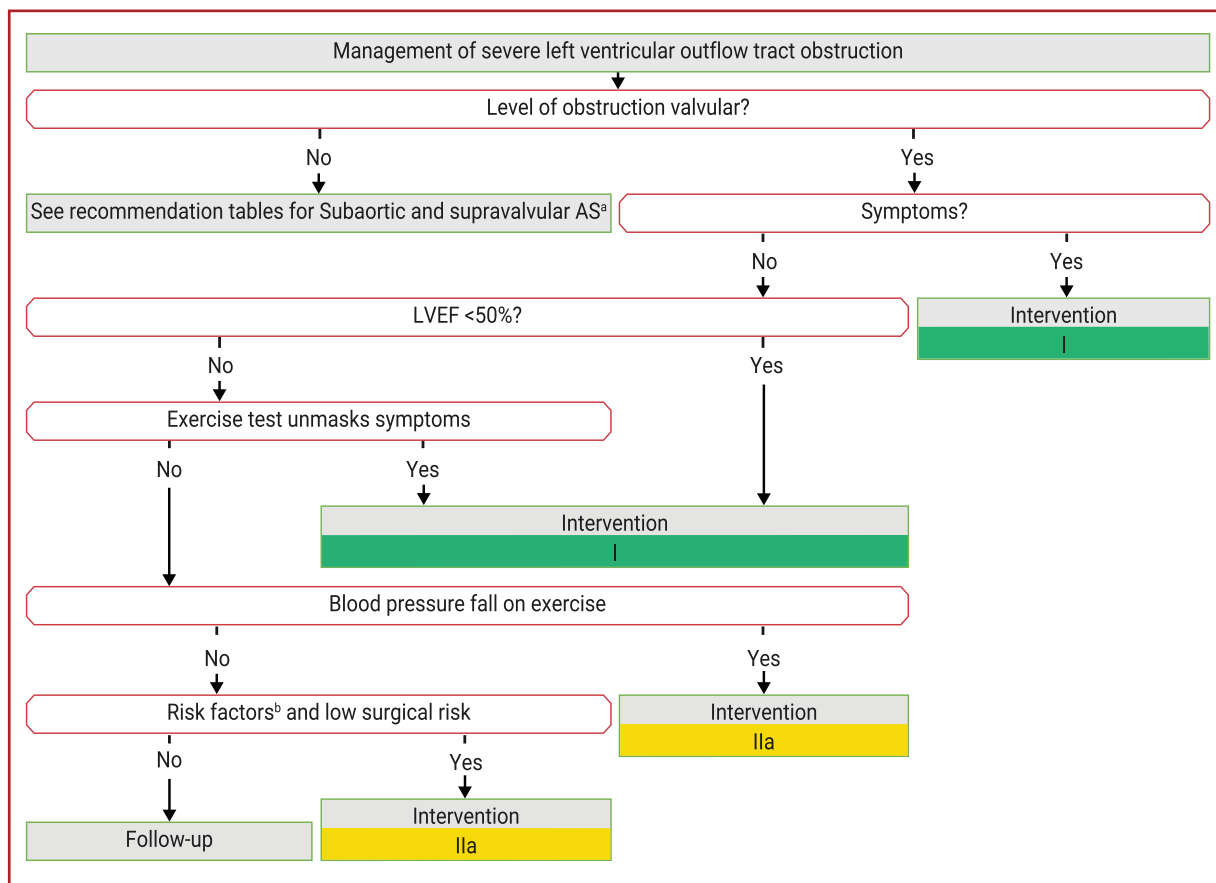 Management of severe left ventricular outflow tract obstruction
Level of obstruction valvular?
No
Yes
See recommendation tables for Subaortic and supravalvular ASᵃ
Symptoms?
No
Yes
LVEF <50%?
Intervention
I
No
Yes
Exercise test unmasks symptoms
No
Yes
Intervention
I
Blood pressure fall on exercise
No
Yes
Risk factorsᵇ and low surgical risk
Intervention
IIa
No
Yes
Follow-up
Intervention
IIa